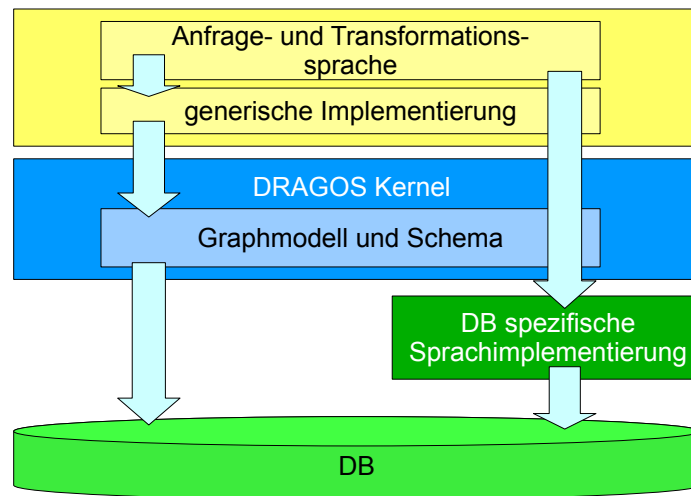 Anfrage- und Transformations-
sprache
generische Implementierung
DRAGOS Kernel
Graphmodell und Schema
DB spezifische
Sprachimplementierung
DB